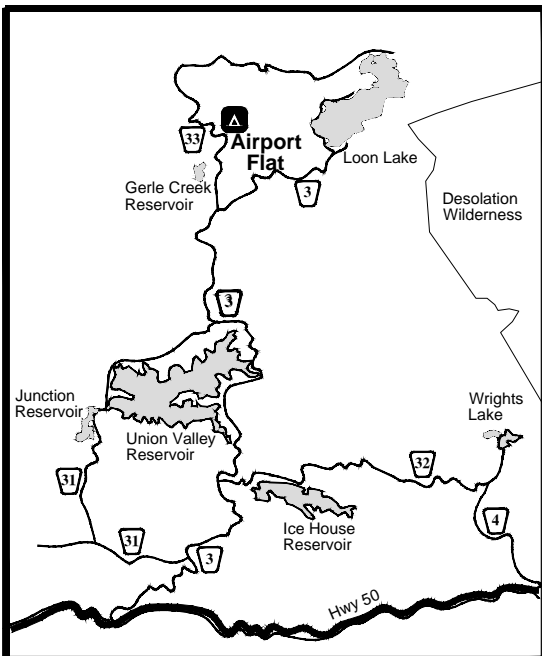 33
Airport
Flat
Loon Lake
Gerle Creek
Reservoir
3
Desolation
Wilderness
3
Junction
Reservoir
Union Valley
Reservoir
Wrights
Lake
32
31
Ice House
Reservoir
4
31
3
Hwy 50